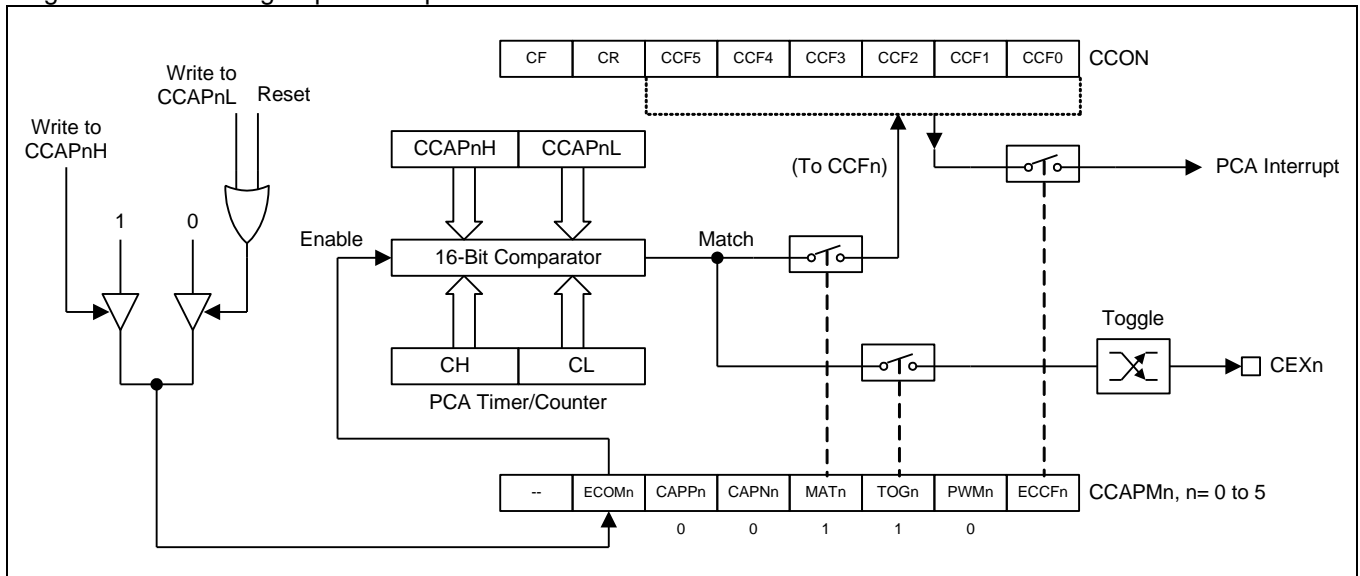 CF CR CCF5 CCF4 CCF3 CCF2 CCF1 CCF0 CCON
Write to
CCAPnL
Reset
Write to
CCAPnH
CCAPnH CCAPnL
(To CCFn)
PCA Interrupt
1 0
Enable
16-Bit Comparator
Match
Toggle
CH CL
CEXn
PCA Timer/Counter
-- ECOMn CAPPn CAPNn MATn TOGn PWMn ECCFn CCAPMn, n= 0 to 5
0 0 1 1 0